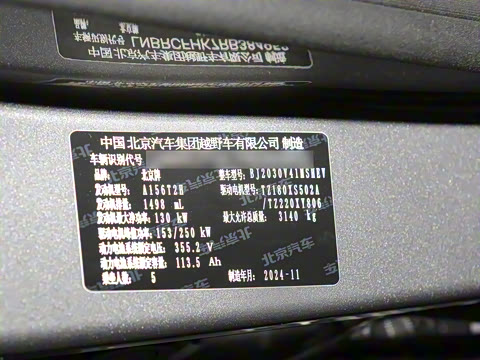 中国 北京汽车集团越野车有限公司 制造
车辆识别代号
品牌: 北京牌 整车型号: BJ2030V41MSHEV
发动机型号: A156T2H 驱动电机型号: TZ180XS502A
发动机排量: 1498 mL /TZ220XY806
发动机最大净功率: 130 kW 最大允许总质量: 3140 kg
驱动电机峰值功率: 153/250 kW
动力电池系统额定电压: 355.2 V
动力电池系统额定容量: 113.5 Ah
乘坐人数: 5 制造年月: 2024-11
北京汽车